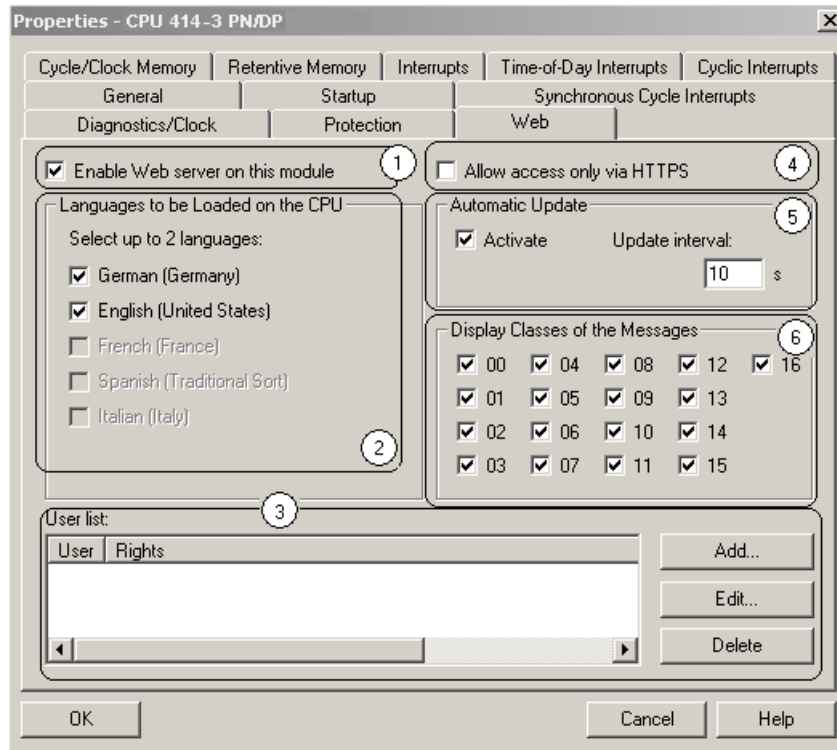 Properties - CPU 414-3 PN/DP
Cycle/Clock Memory Retentive Memory Interrupts Time-of-Day Interrupts Cyclic Interrupts
General Startup Synchronous Cycle Interrupts
Diagnostics/Clock Protection Web
Enable Web server on this module 1 Allow access only via HTTPS 4
Languages to be Loaded on the CPU
Select up to 2 languages:
German (Germany)
English (United States)
French (France)
Spanish (Traditional Sort)
Italian (Italy)
2
Automatic Update 5
Activate Update interval:
10 s
Display Classes of the Messages 6
00 04 08 12 16
01 05 09 13
02 06 10 14
03 07 11 15
User list: 3
User Rights
Add...
Edit...
Delete
OK Cancel Help